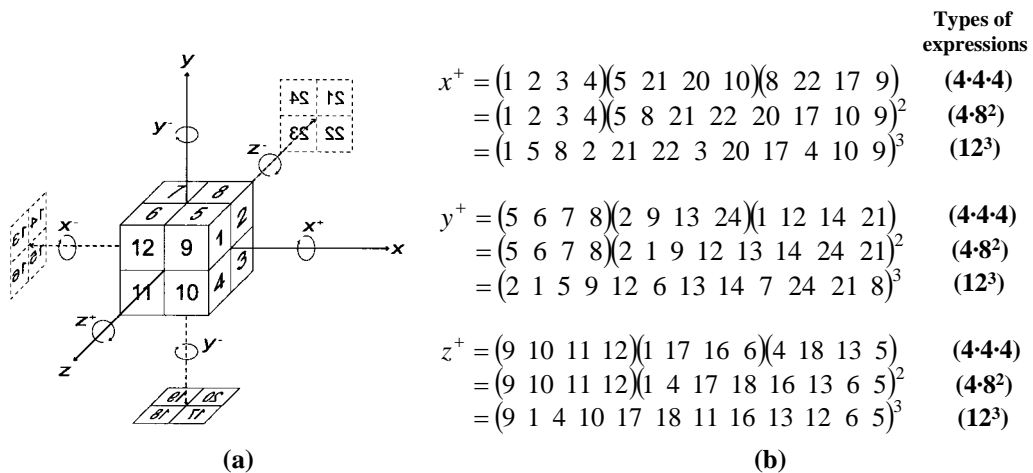 Types of
expressions
x⁺ = (1 2 3 4)(5 21 20 10)(8 22 17 9) (4·4·4)
= (1 2 3 4)(5 8 21 22 20 17 10 9)² (4·8²)
= (1 5 8 2 21 22 3 20 17 4 10 9)³ (12³)
y⁺ = (5 6 7 8)(2 9 13 24)(1 12 14 21) (4·4·4)
= (5 6 7 8)(2 1 9 12 13 14 24 21)² (4·8²)
= (2 1 5 9 12 6 13 14 7 24 21 8)³ (12³)
z⁺ = (9 10 11 12)(1 17 16 6)(4 18 13 5) (4·4·4)
= (9 10 11 12)(1 4 17 18 16 13 6 5)² (4·8²)
= (9 1 4 10 17 18 11 16 13 12 6 5)³ (12³)
y
24 21
23 22
y⁻
z⁻
7 8
6 5
2
x⁻
x⁺
12 9 1
x
3
11 10 4
z⁺
z
y⁻
19 20
18 17
(a) (b)